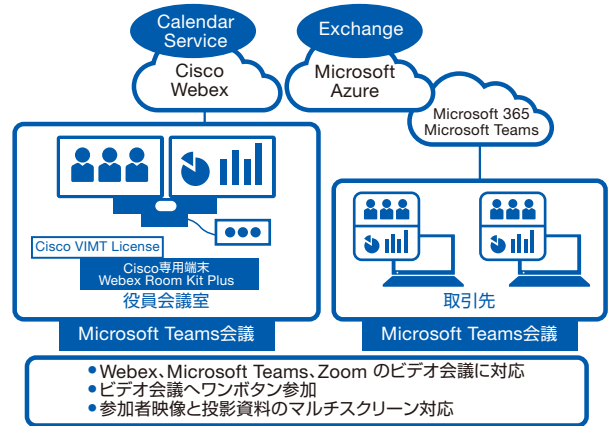 Calendar
Service
Exchange
Cisco
Webex
Microsoft
Azure
Microsoft 365
Microsoft Teams
Cisco VIMT License
Cisco専用端末
Webex Room Kit Plus
役員会議室
Microsoft Teams会議
取引先
Microsoft Teams会議
●Webex、Microsoft Teams、Zoom のビデオ会議に対応
●ビデオ会議へワンボタン参加
●参加者映像と投影資料のマルチスクリーン対応